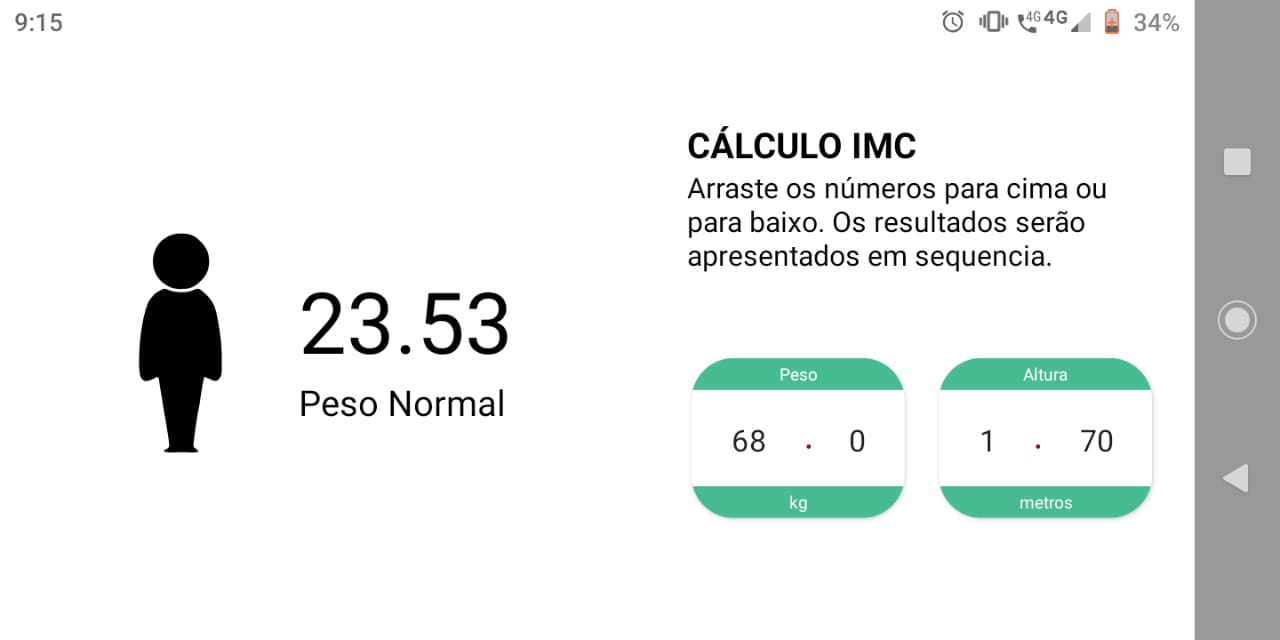 9:15
4G 4G 34%
23.53
Peso Normal
CÁLCULO IMC
Arraste os números para cima ou
para baixo. Os resultados serão
apresentados em sequencia.
Peso
68 . 0
kg
Altura
1 . 70
metros